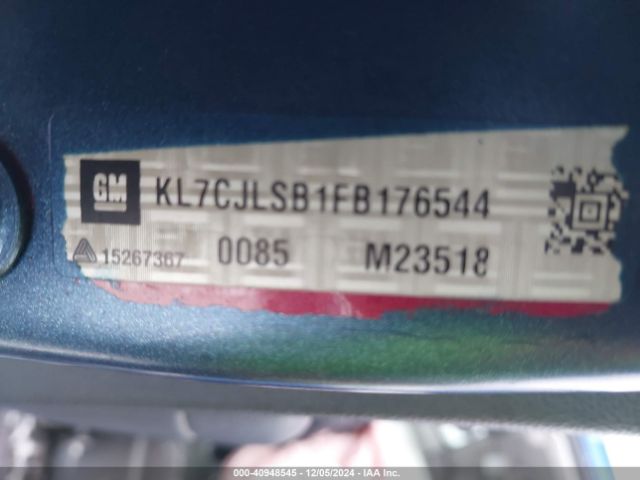 GM KL7CJLSB1FB176544
15267367 0085 M23518
000-40948545 - 12/05/2024 - IAA Inc.